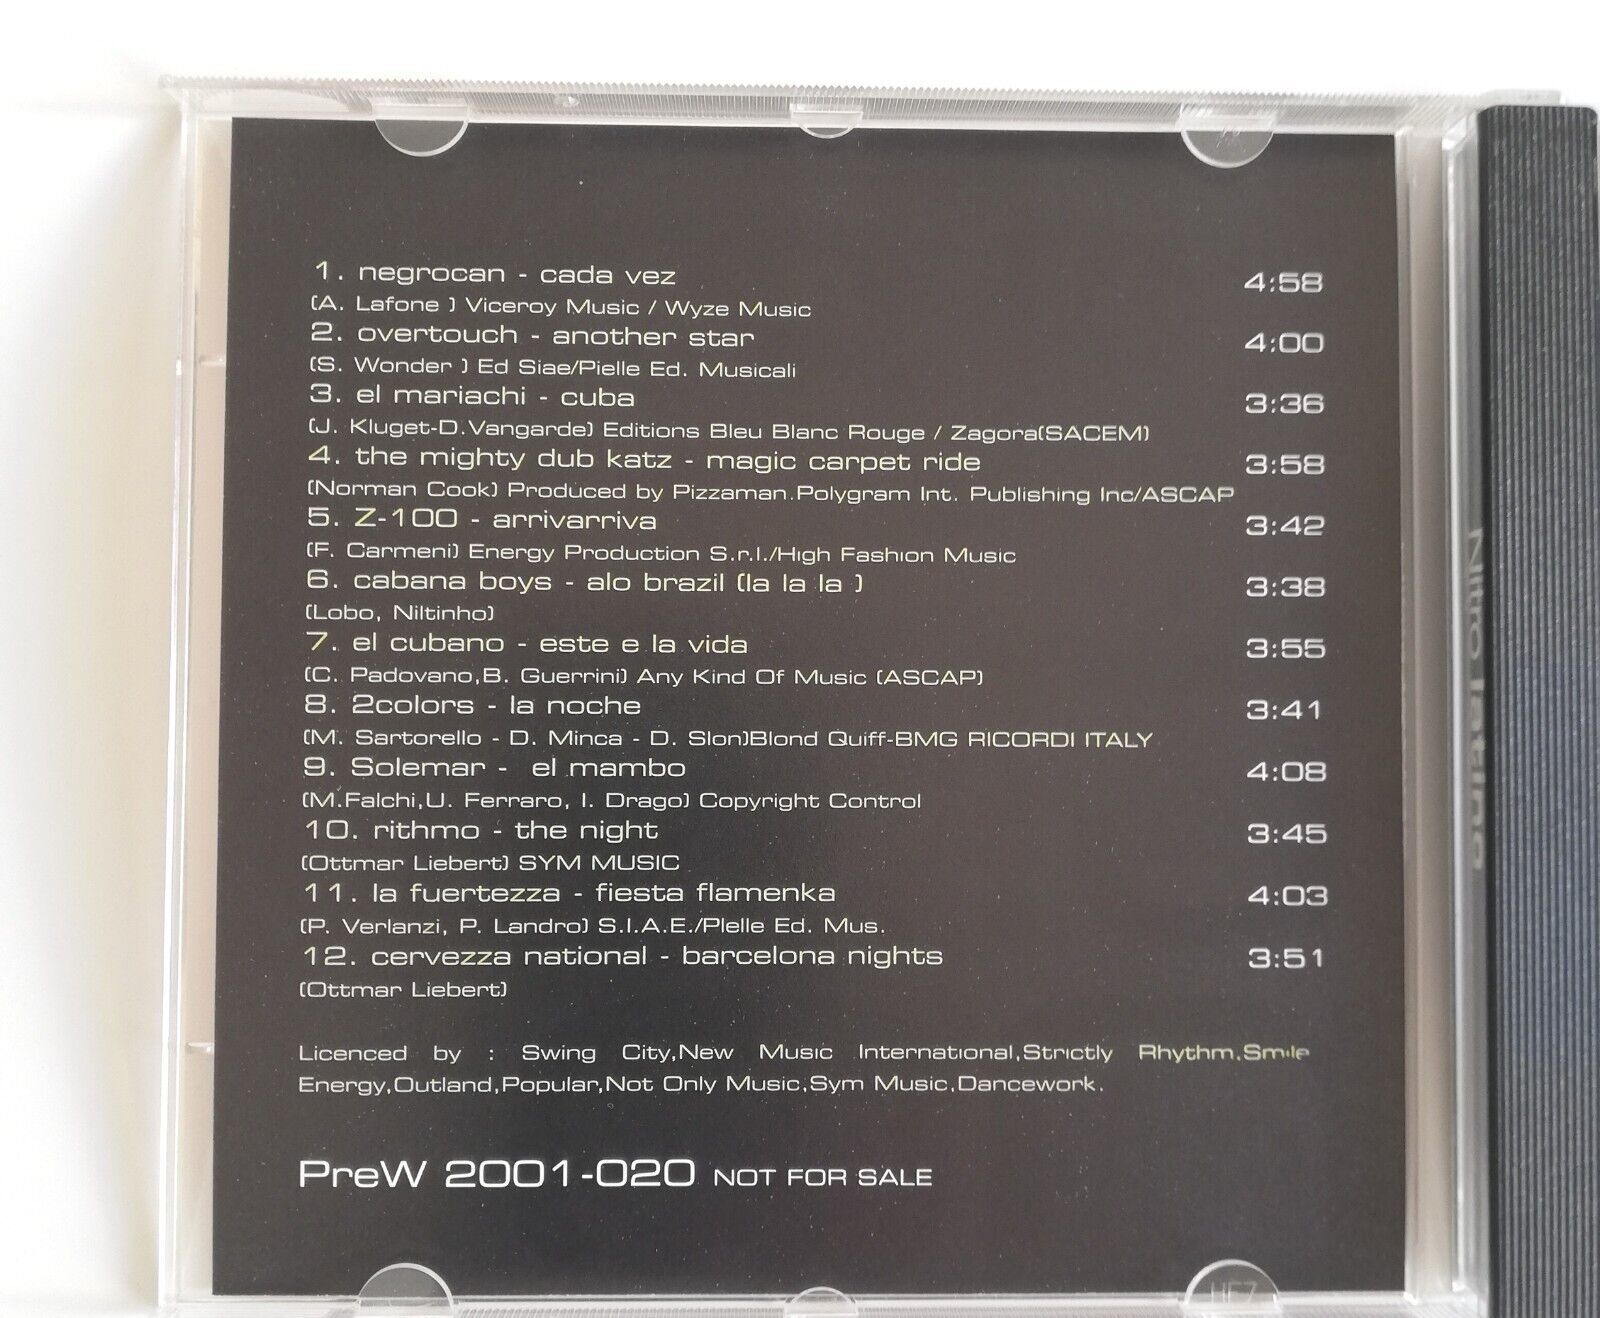 1. negrocan - cada vez 4:58
(A. Lafone ) Viceroy Music / Wyze Music
2. overtouch - another star 4:00
(S. Wonder ) Ed Siae/Pielle Ed. Musicali
3. el mariachi - cuba 3:36
(J. Kluget-D.Vangarde) Editions Bleu Blanc Rouge / Zagora(SACEM)
4. the mighty dub katz - magic carpet ride 3:58
(Norman Cook) Produced by Pizzaman.Polygram Int. Publishing Inc/ASCAP
5. Z-100 - arrivarriva 3:42
(F. Carmeni) Energy Production S.r.l./High Fashion Music
6. cabana boys - alo brazil (la la la ) 3:38
(Lobo, Niltinho)
7. el cubano - este e la vida 3:55
(C. Padovano,B. Guerrini) Any Kind Of Music (ASCAP)
8. 2colors - la noche 3:41
(M. Sartorello - D. Minca - D. Slon)Blond Quiff-BMG RICORDI ITALY
9. Solemar - el mambo 4:08
(M.Falchi,U. Ferraro, I. Drago) Copyright Control
10. rithmo - the night 3:45
(Ottmar Liebert) SYM MUSIC
11. la fuertezza - fiesta flamenka 4:03
(P. Verlanzi, P. Landro) S.I.A.E./Plelle Ed. Mus.
12. cervezza national - barcelona nights 3:51
(Ottmar Liebert)
Licenced by : Swing City,New Music International,Strictly Rhythm,Smile
Energy,Outland,Popular,Not Only Music,Sym Music,Dancework.
PreW 2001-020 NOT FOR SALE
Nitro latino